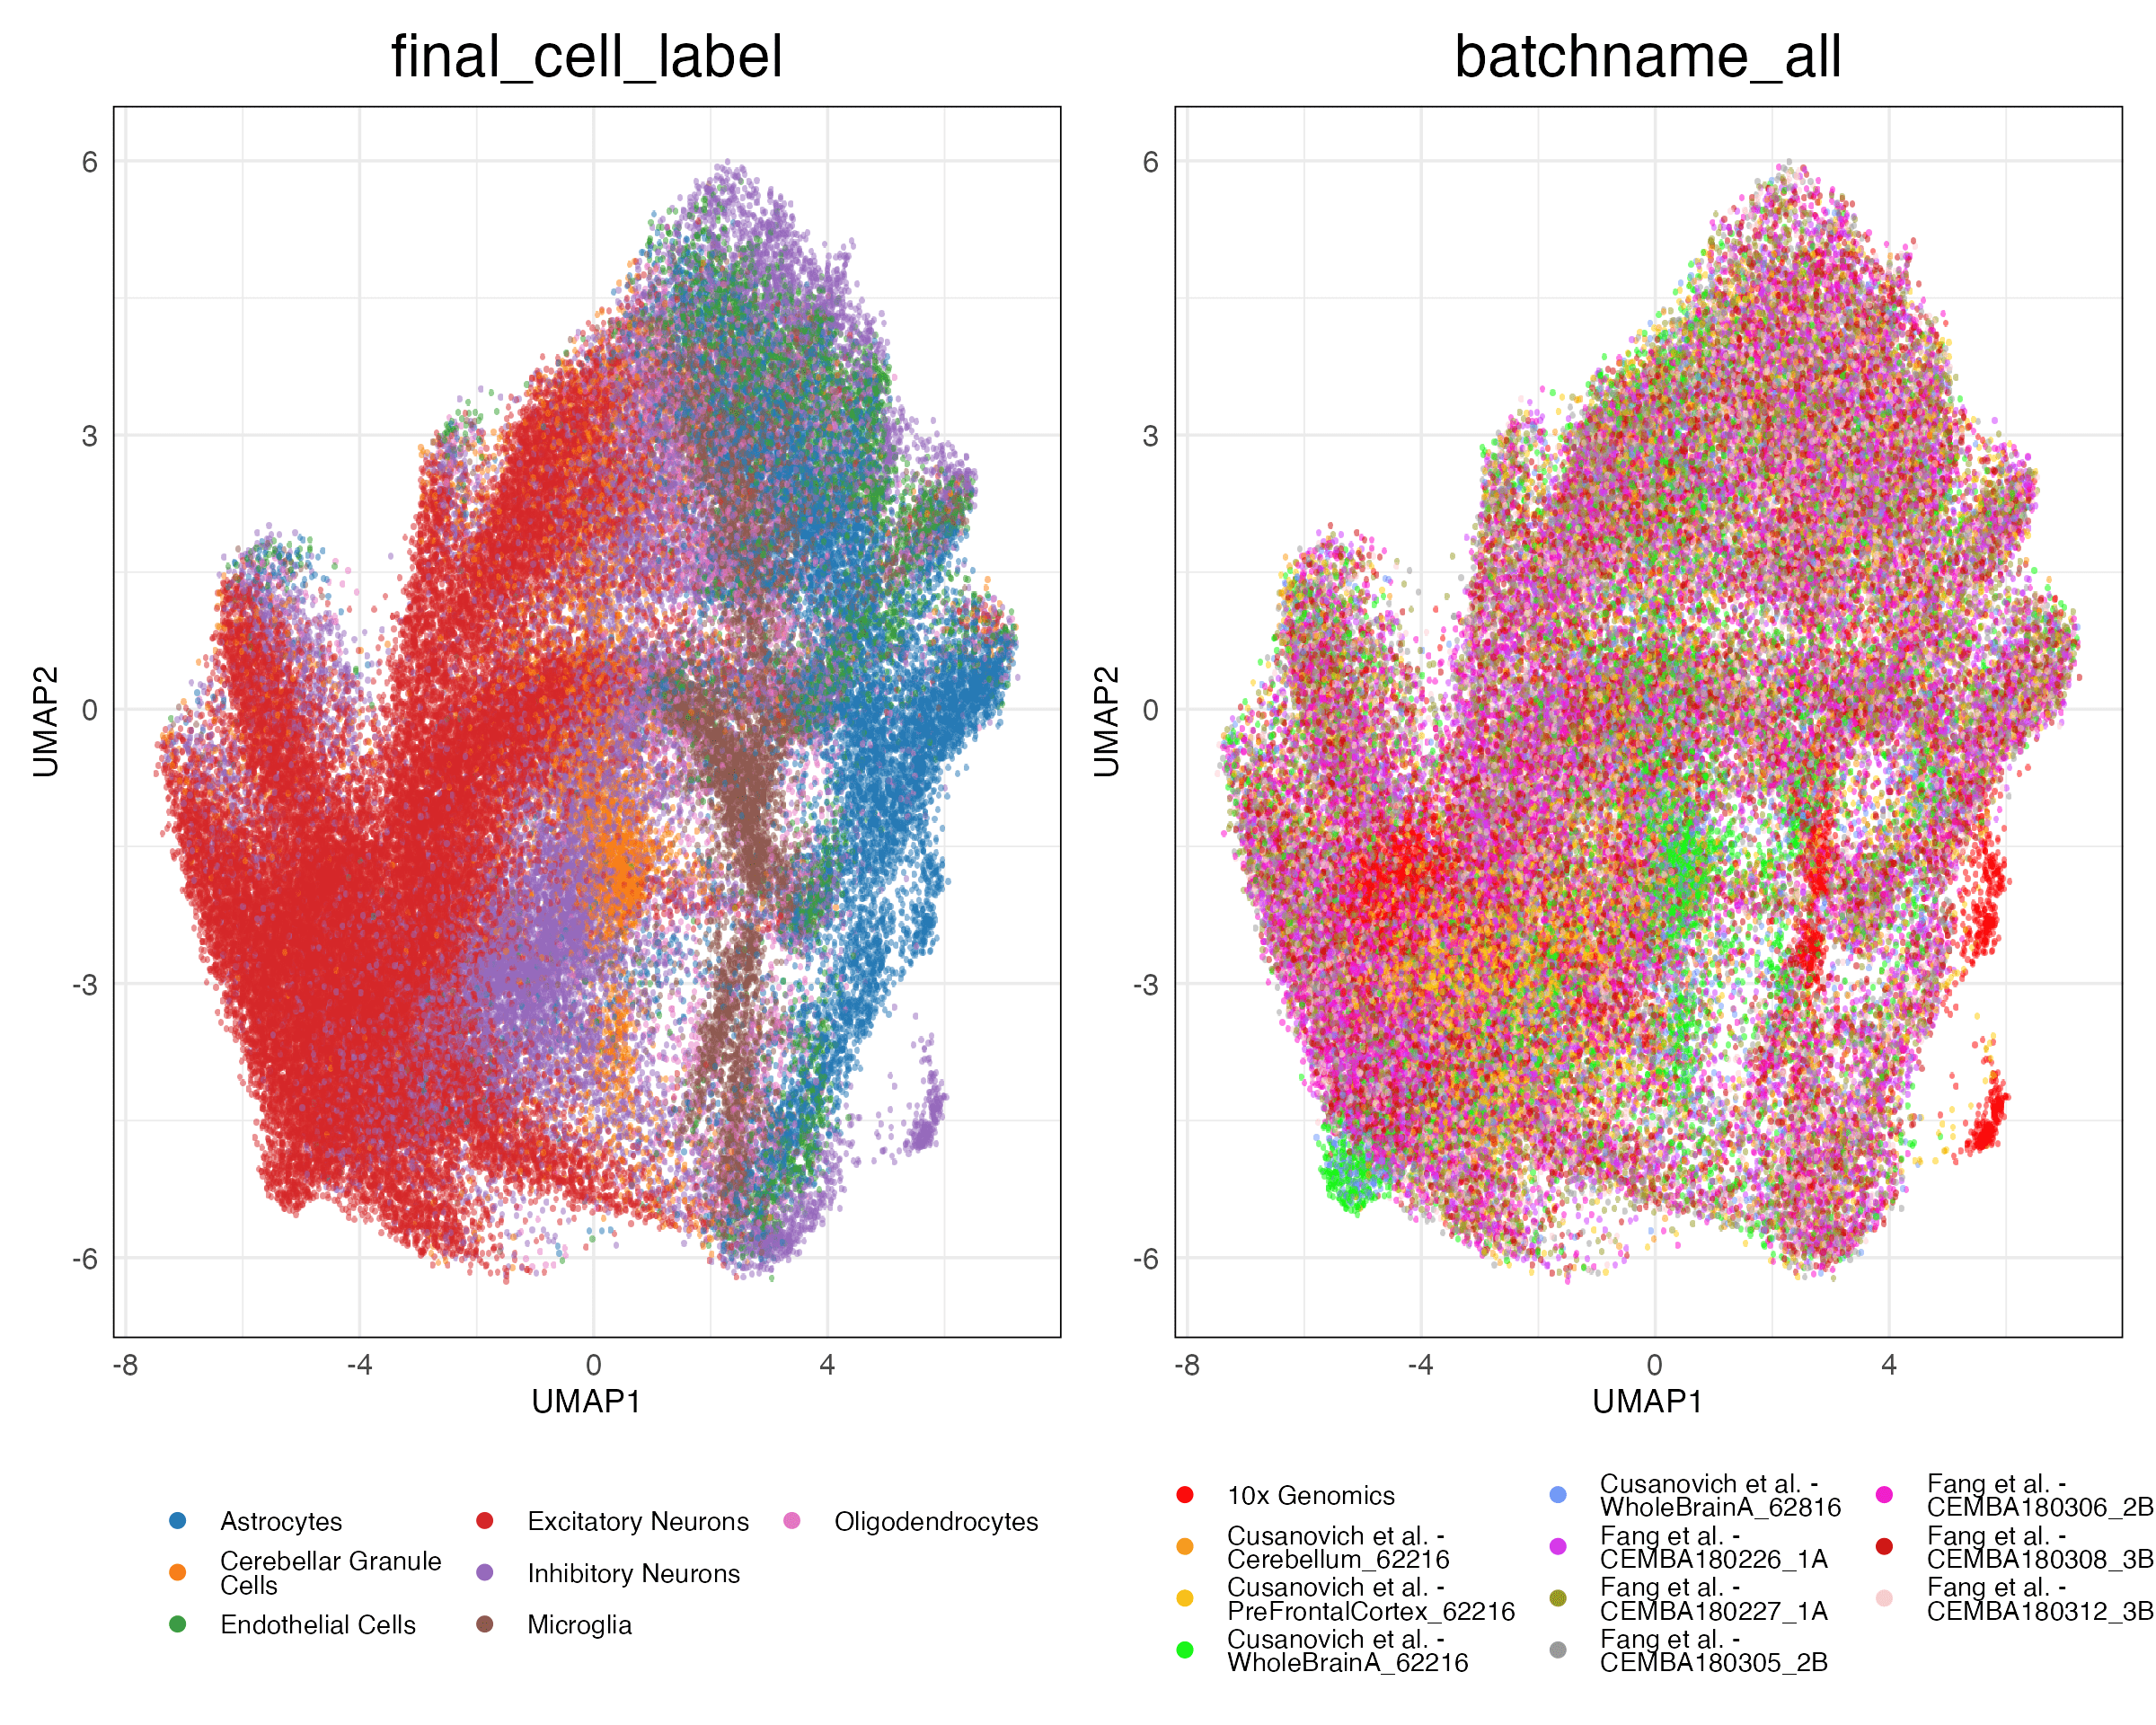 final_cell_label
batchname_all
6
3
0
-3
-6
UMAP2
-8
-4
0
4
UMAP1
6
3
0
-3
-6
UMAP2
-8
-4
0
4
UMAP1
Astrocytes
Cerebellar Granule
Cells
Endothelial Cells
Excitatory Neurons
Inhibitory Neurons
Microglia
Oligodendrocytes
10x Genomics
Cusanovich et al. -
Cerebellum_62216
Cusanovich et al. -
PreFrontalCortex_62216
Cusanovich et al. -
WholeBrainA_62216
Cusanovich et al. -
WholeBrainA_62816
Fang et al. -
CEMBA180226_1A
Fang et al. -
CEMBA180227_1A
Fang et al. -
CEMBA180305_2B
Fang et al. -
CEMBA180306_2B
Fang et al. -
CEMBA180308_3B
Fang et al. -
CEMBA180312_3B